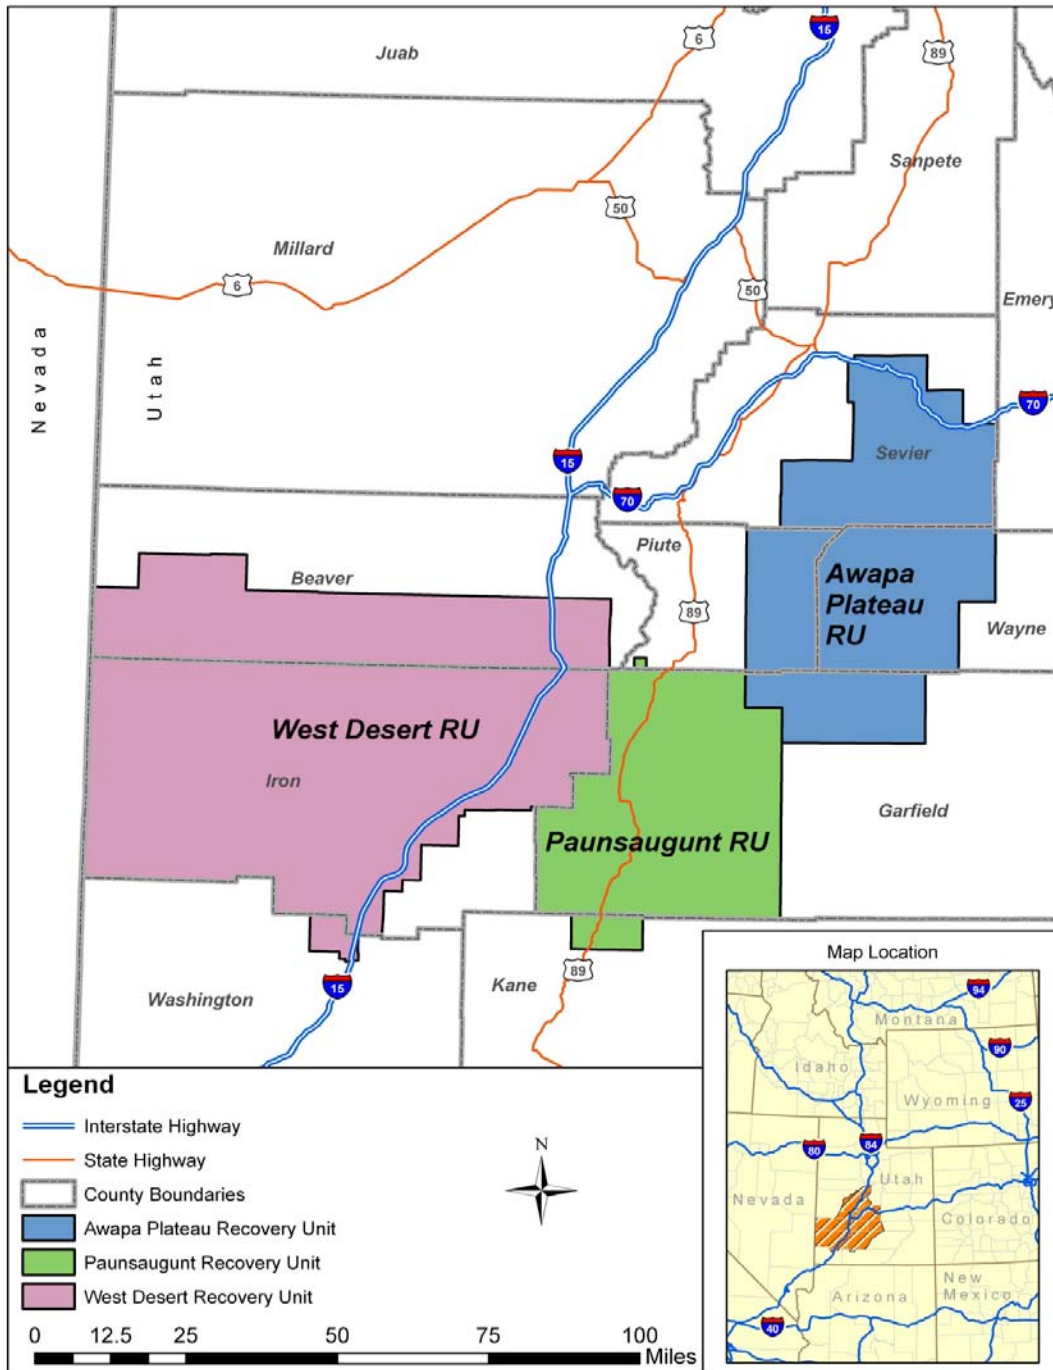 6
15
89
Juab
Sanpete
50
Millard
6
50
Emery
Nevada
Utah
70
15
Sevier
70
Piute
Beaver
Awapa
Plateau
RU
89
Wayne
West Desert RU
Iron
Garfield
Paunsaugunt RU
Washington
15
Kane
89
Map Location
94
Montana
90
Idaho
Wyoming
25
84
80
Utah
Nevada
Colorado
Arizona
New
Mexico
40
Legend
Interstate Highway
State Highway
County Boundaries
Awapa Plateau Recovery Unit
Paunsaugunt Recovery Unit
West Desert Recovery Unit
N
0 12.5 25 50 75 100
Miles